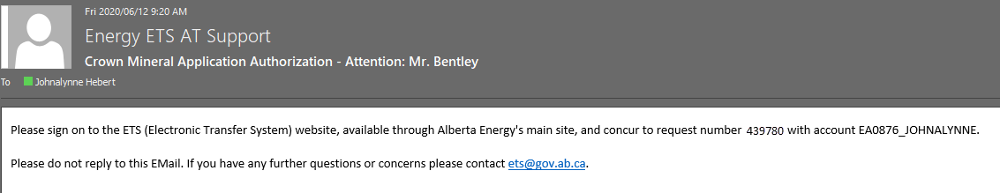 Fri 2020/06/12 9:20 AM
Energy ETS AT Support
Crown Mineral Application Authorization - Attention: Mr. Bentley
To Johnalynne Hebert
Please sign on to the ETS (Electronic Transfer System) website, available through Alberta Energy's main site, and concur to request number 439780 with account EA0876_JOHNALYNNE.
Please do not reply to this EMail. If you have any further questions or concerns please contact ets@gov.ab.ca.